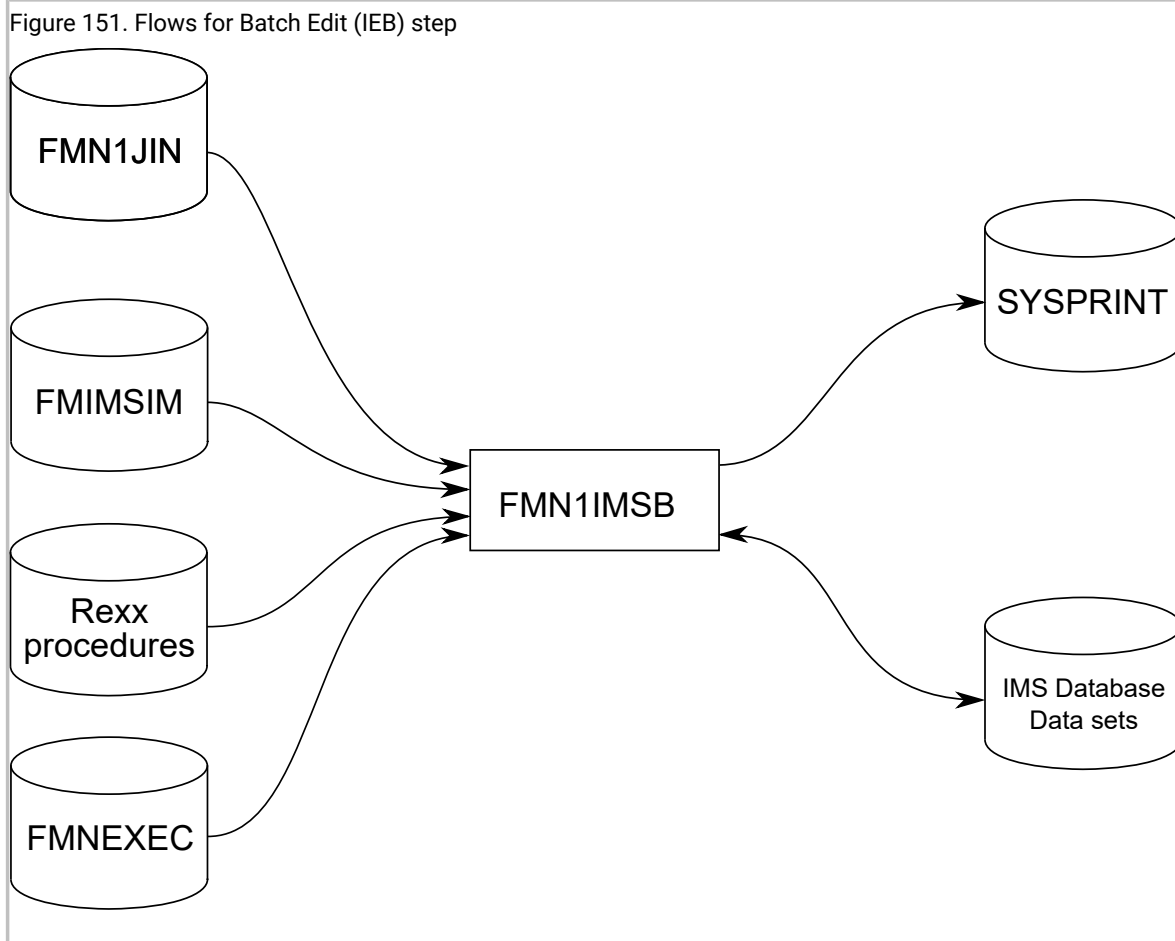 Figure 151. Flows for Batch Edit (IEB) step
FMN1JIN
FMIMSIM
Rexx
procedures
FMNEXEC
FMN1IMSB
SYSPRINT
IMS Database
Data sets